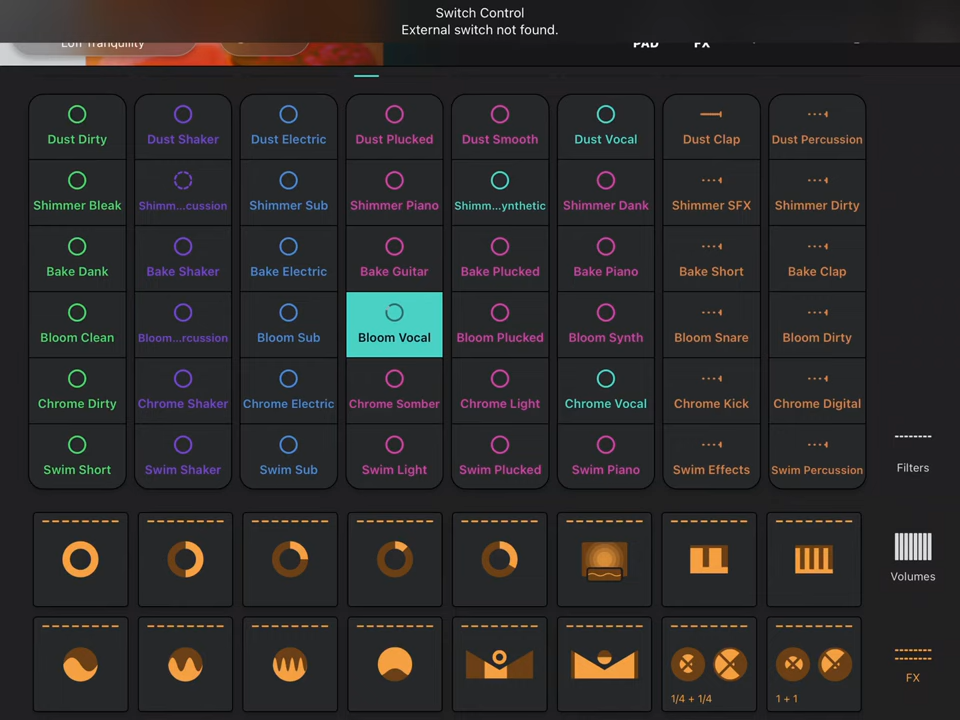 Switch Control
External switch not found.
Lofi Tranquility
PAD
FX
Dust Dirty
Dust Shaker
Dust Electric
Dust Plucked
Dust Smooth
Dust Vocal
Dust Clap
Dust Percussion
Shimmer Bleak
Shimm...cussion
Shimmer Sub
Shimmer Piano
Shimm...ynthetic
Shimmer Dank
Shimmer SFX
Shimmer Dirty
Bake Dank
Bake Shaker
Bake Electric
Bake Guitar
Bake Plucked
Bake Piano
Bake Short
Bake Clap
Bloom Clean
Bloom...rcussion
Bloom Sub
Bloom Vocal
Bloom Plucked
Bloom Synth
Bloom Snare
Bloom Dirty
Chrome Dirty
Chrome Shaker
Chrome Electric
Chrome Somber
Chrome Light
Chrome Vocal
Chrome Kick
Chrome Digital
Swim Short
Swim Shaker
Swim Sub
Swim Light
Swim Plucked
Swim Piano
Swim Effects
Swim Percussion
Filters
Volumes
FX
1/4 + 1/4
1 + 1